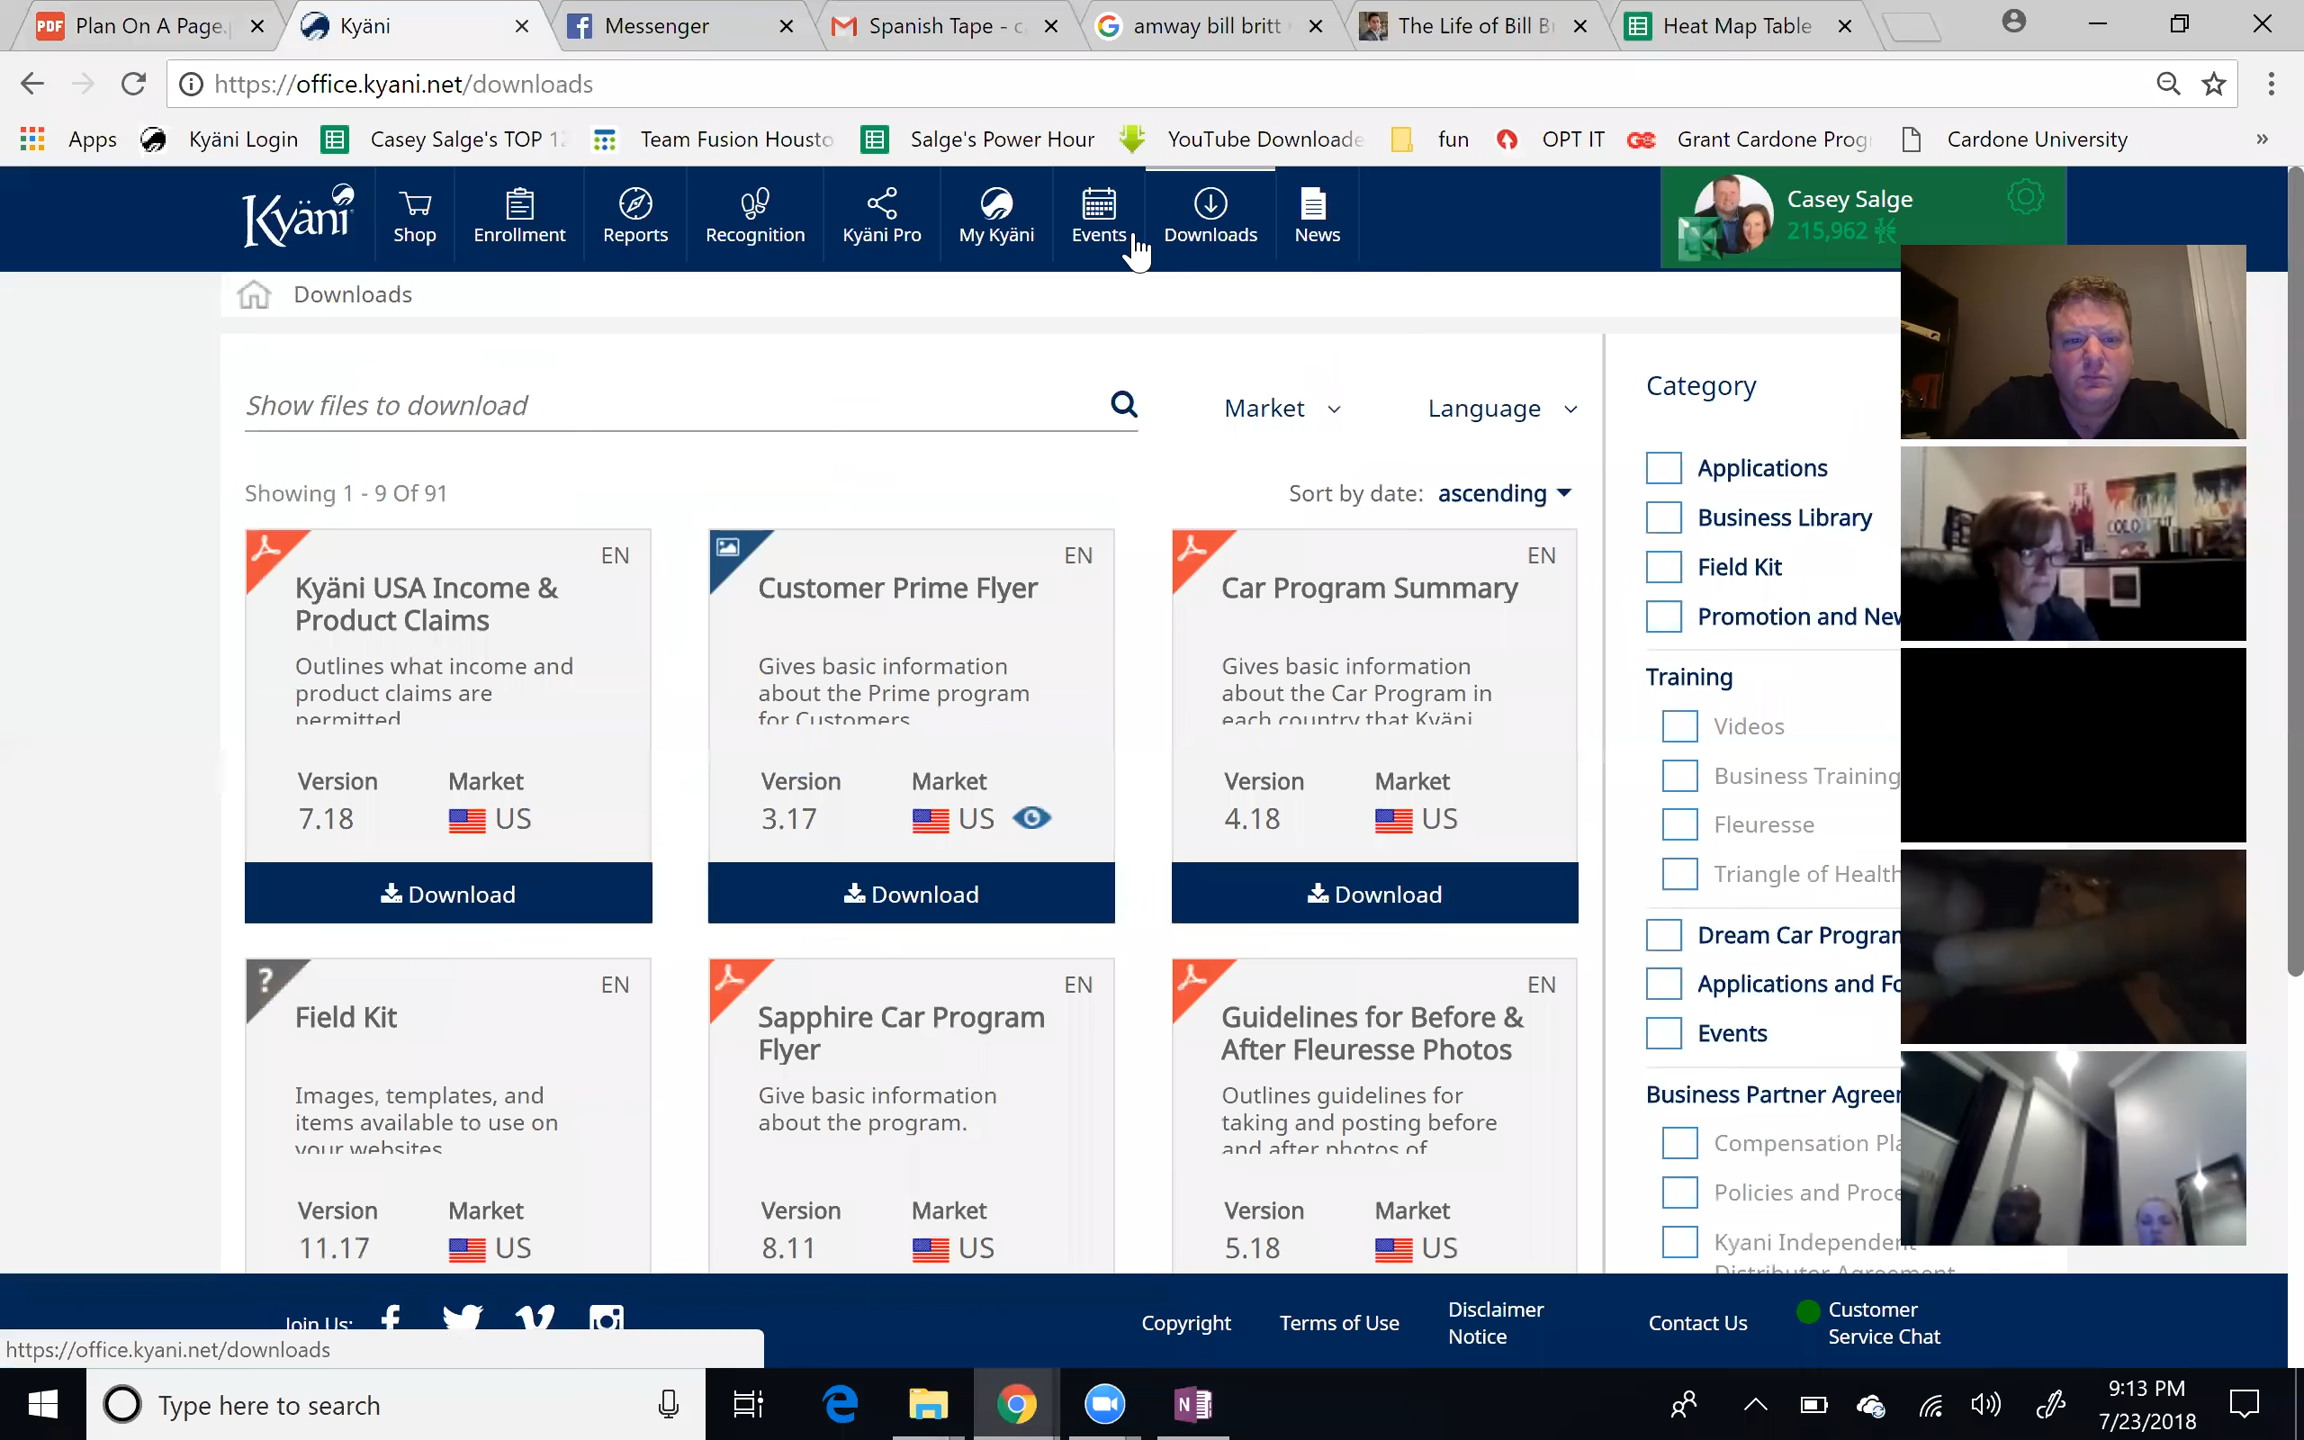 PDF Plan On A Page.
Kyäni
Messenger
Spanish Tape - c
amway bill britt
The Life of Bill B
Heat Map Table
https://office.kyani.net/downloads
Apps
Kyäni Login
Casey Salge's TOP 12
Team Fusion Housto
Salge's Power Hour
YouTube Downloade
fun
OPT IT
Grant Cardone Prog
Cardone University
»
Kyäni
Shop
Enrollment
Reports
Recognition
Kyäni Pro
My Kyäni
Events
Downloads
News
Casey Salge
215,962
Downloads
Show files to download
Market
Language
Showing 1 - 9 Of 91
Sort by date: ascending
EN
Kyäni USA Income &
Product Claims
Outlines what income and
product claims are
permitted
Version Market
7.18 US
Download
EN
Customer Prime Flyer
Gives basic information
about the Prime program
for Customers
Version Market
3.17 US
Download
EN
Car Program Summary
Gives basic information
about the Car Program in
each country that Kyäni
Version Market
4.18 US
Download
?
EN
Field Kit
Images, templates, and
items available to use on
your websites
Version Market
11.17 US
EN
Sapphire Car Program
Flyer
Give basic information
about the program.
Version Market
8.11 US
EN
Guidelines for Before &
After Fleuresse Photos
Outlines guidelines for
taking and posting before
and after photos of
Version Market
5.18 US
Category
Applications
Business Library
Field Kit
Promotion and New
Training
Videos
Business Training
Fleuresse
Triangle of Health
Dream Car Program
Applications and Fo
Events
Business Partner Agreer
Compensation Pla
Policies and Proce
Kyani Independent
Distributor Agreement
Join Us:
Copyright
Terms of Use
Disclaimer
Notice
Contact Us
Customer
Service Chat
https://office.kyani.net/downloads
Type here to search
N
9:13 PM
7/23/2018